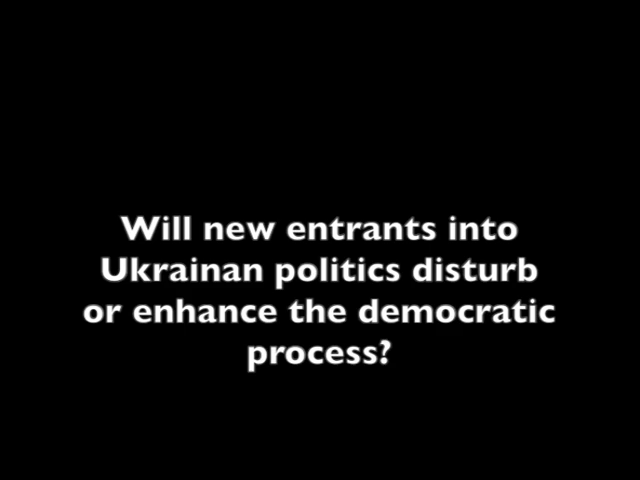 Will new entrants into
Ukrainan politics disturb
or enhance the democratic
process?